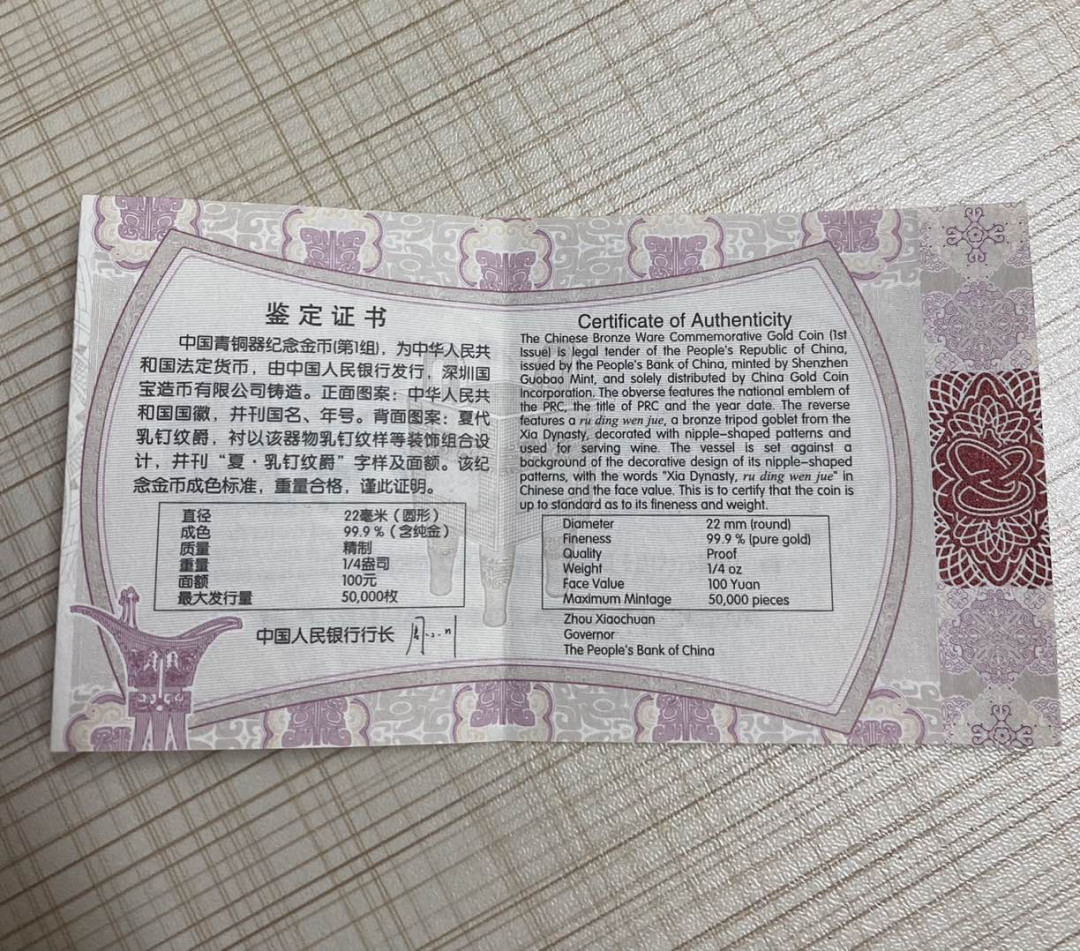 鉴定证书
中国青铜器纪念金币(第1组)，为中华人民共
和国法定货币，由中国人民银行发行，深圳国
宝造币有限公司铸造。正面图案：中华人民共
和国国徽，并刊国名、年号。背面图案：夏代
乳钉纹爵，衬以该器物乳钉纹样等装饰组合设
计，并刊“夏·乳钉纹爵”字样及面额。该纪
念金币成色标准，重量合格，谨此证明。
直径 22毫米（圆形）
成色 99.9％（含纯金）
质量 精制
重量 1/4盎司
面额 100元
最大发行量 50,000枚
中国人民银行行长
Certificate of Authenticity
The Chinese Bronze Ware Commemorative Gold Coin (1st
Issue) is legal tender of the People's Republic of China,
issued by the People's Bank of China, minted by Shenzhen
Guobao Mint, and solely distributed by China Gold Coin
Incorporation. The obverse features the national emblem of
the PRC, the title of PRC and the year date. The reverse
features a ru ding wen jue, a bronze tripod goblet from the
Xia Dynasty, decorated with nipple-shaped patterns and
used for serving wine. The vessel is set against a
background of the decorative design of its nipple-shaped
patterns, with the words "Xia Dynasty, ru ding wen jue" in
Chinese and the face value. This is to certify that the coin is
up to standard as to its fineness and weight.
Diameter 22 mm (round)
Fineness 99.9 % (pure gold)
Quality Proof
Weight 1/4 oz
Face Value 100 Yuan
Maximum Mintage 50,000 pieces
Zhou Xiaochuan
Governor
The People's Bank of China